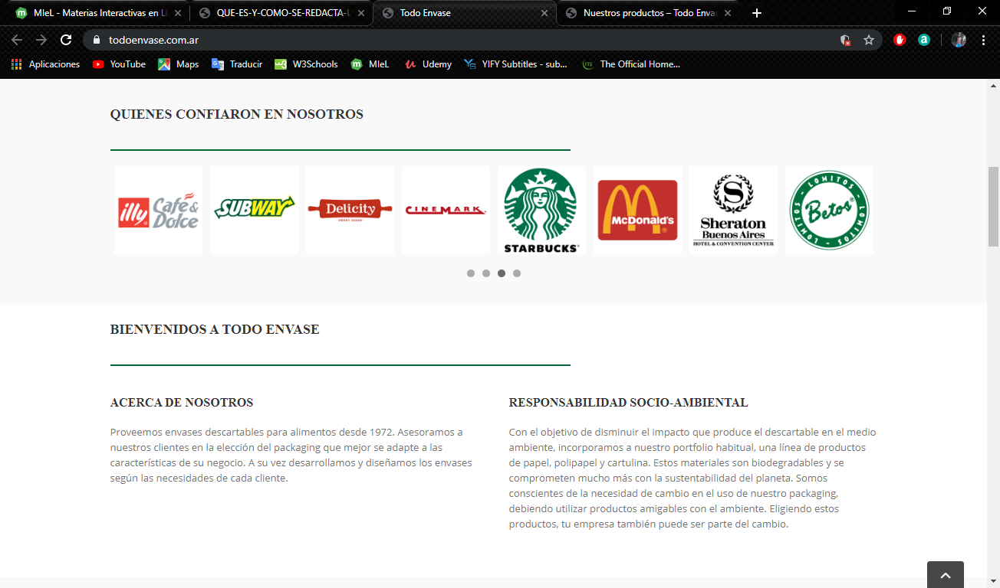 MIeL - Materias Interactivas en Lí
QUE-ES-Y-COMO-SE-REDACTA-U
Todo Envase
Nuestros productos – Todo Envas
todoenvase.com.ar
Aplicaciones
YouTube
Maps
Traducir
W3Schools
MIeL
Udemy
YIFY Subtitles - sub...
The Official Home...
QUIENES CONFIARON EN NOSOTROS
illy Café & Dolce
SUBWAY
Delicity
SWEET HOUSE
CINEMARK
STARBUCKS
McDonald's
S
Sheraton
Buenos Aires
HOTEL & CONVENTION CENTER
LOMITOS · LOMITOS · LOMITOS
Betos
BIENVENIDOS A TODO ENVASE
ACERCA DE NOSOTROS
Proveemos envases descartables para alimentos desde 1972. Asesoramos a
nuestros clientes en la elección del packaging que mejor se adapte a las
características de su negocio. A su vez desarrollamos y diseñamos los envases
según las necesidades de cada cliente.
RESPONSABILIDAD SOCIO-AMBIENTAL
Con el objetivo de disminuir el impacto que produce el descartable en el medio
ambiente, incorporamos a nuestro portfolio habitual, una línea de productos
de papel, polipapel y cartulina. Estos materiales son biodegradables y se
comprometen mucho más con la sustentabilidad del planeta. Somos
conscientes de la necesidad de cambio en el uso de nuestro packaging,
debiendo utilizar productos amigables con el ambiente. Eligiendo estos
productos, tu empresa también puede ser parte del cambio.